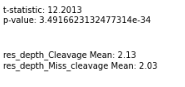 t-statistic: 12.2013
p-value: 3.4916623132477314e-34
res_depth_Cleavage Mean: 2.13
res_depth_Miss_cleavage Mean: 2.03